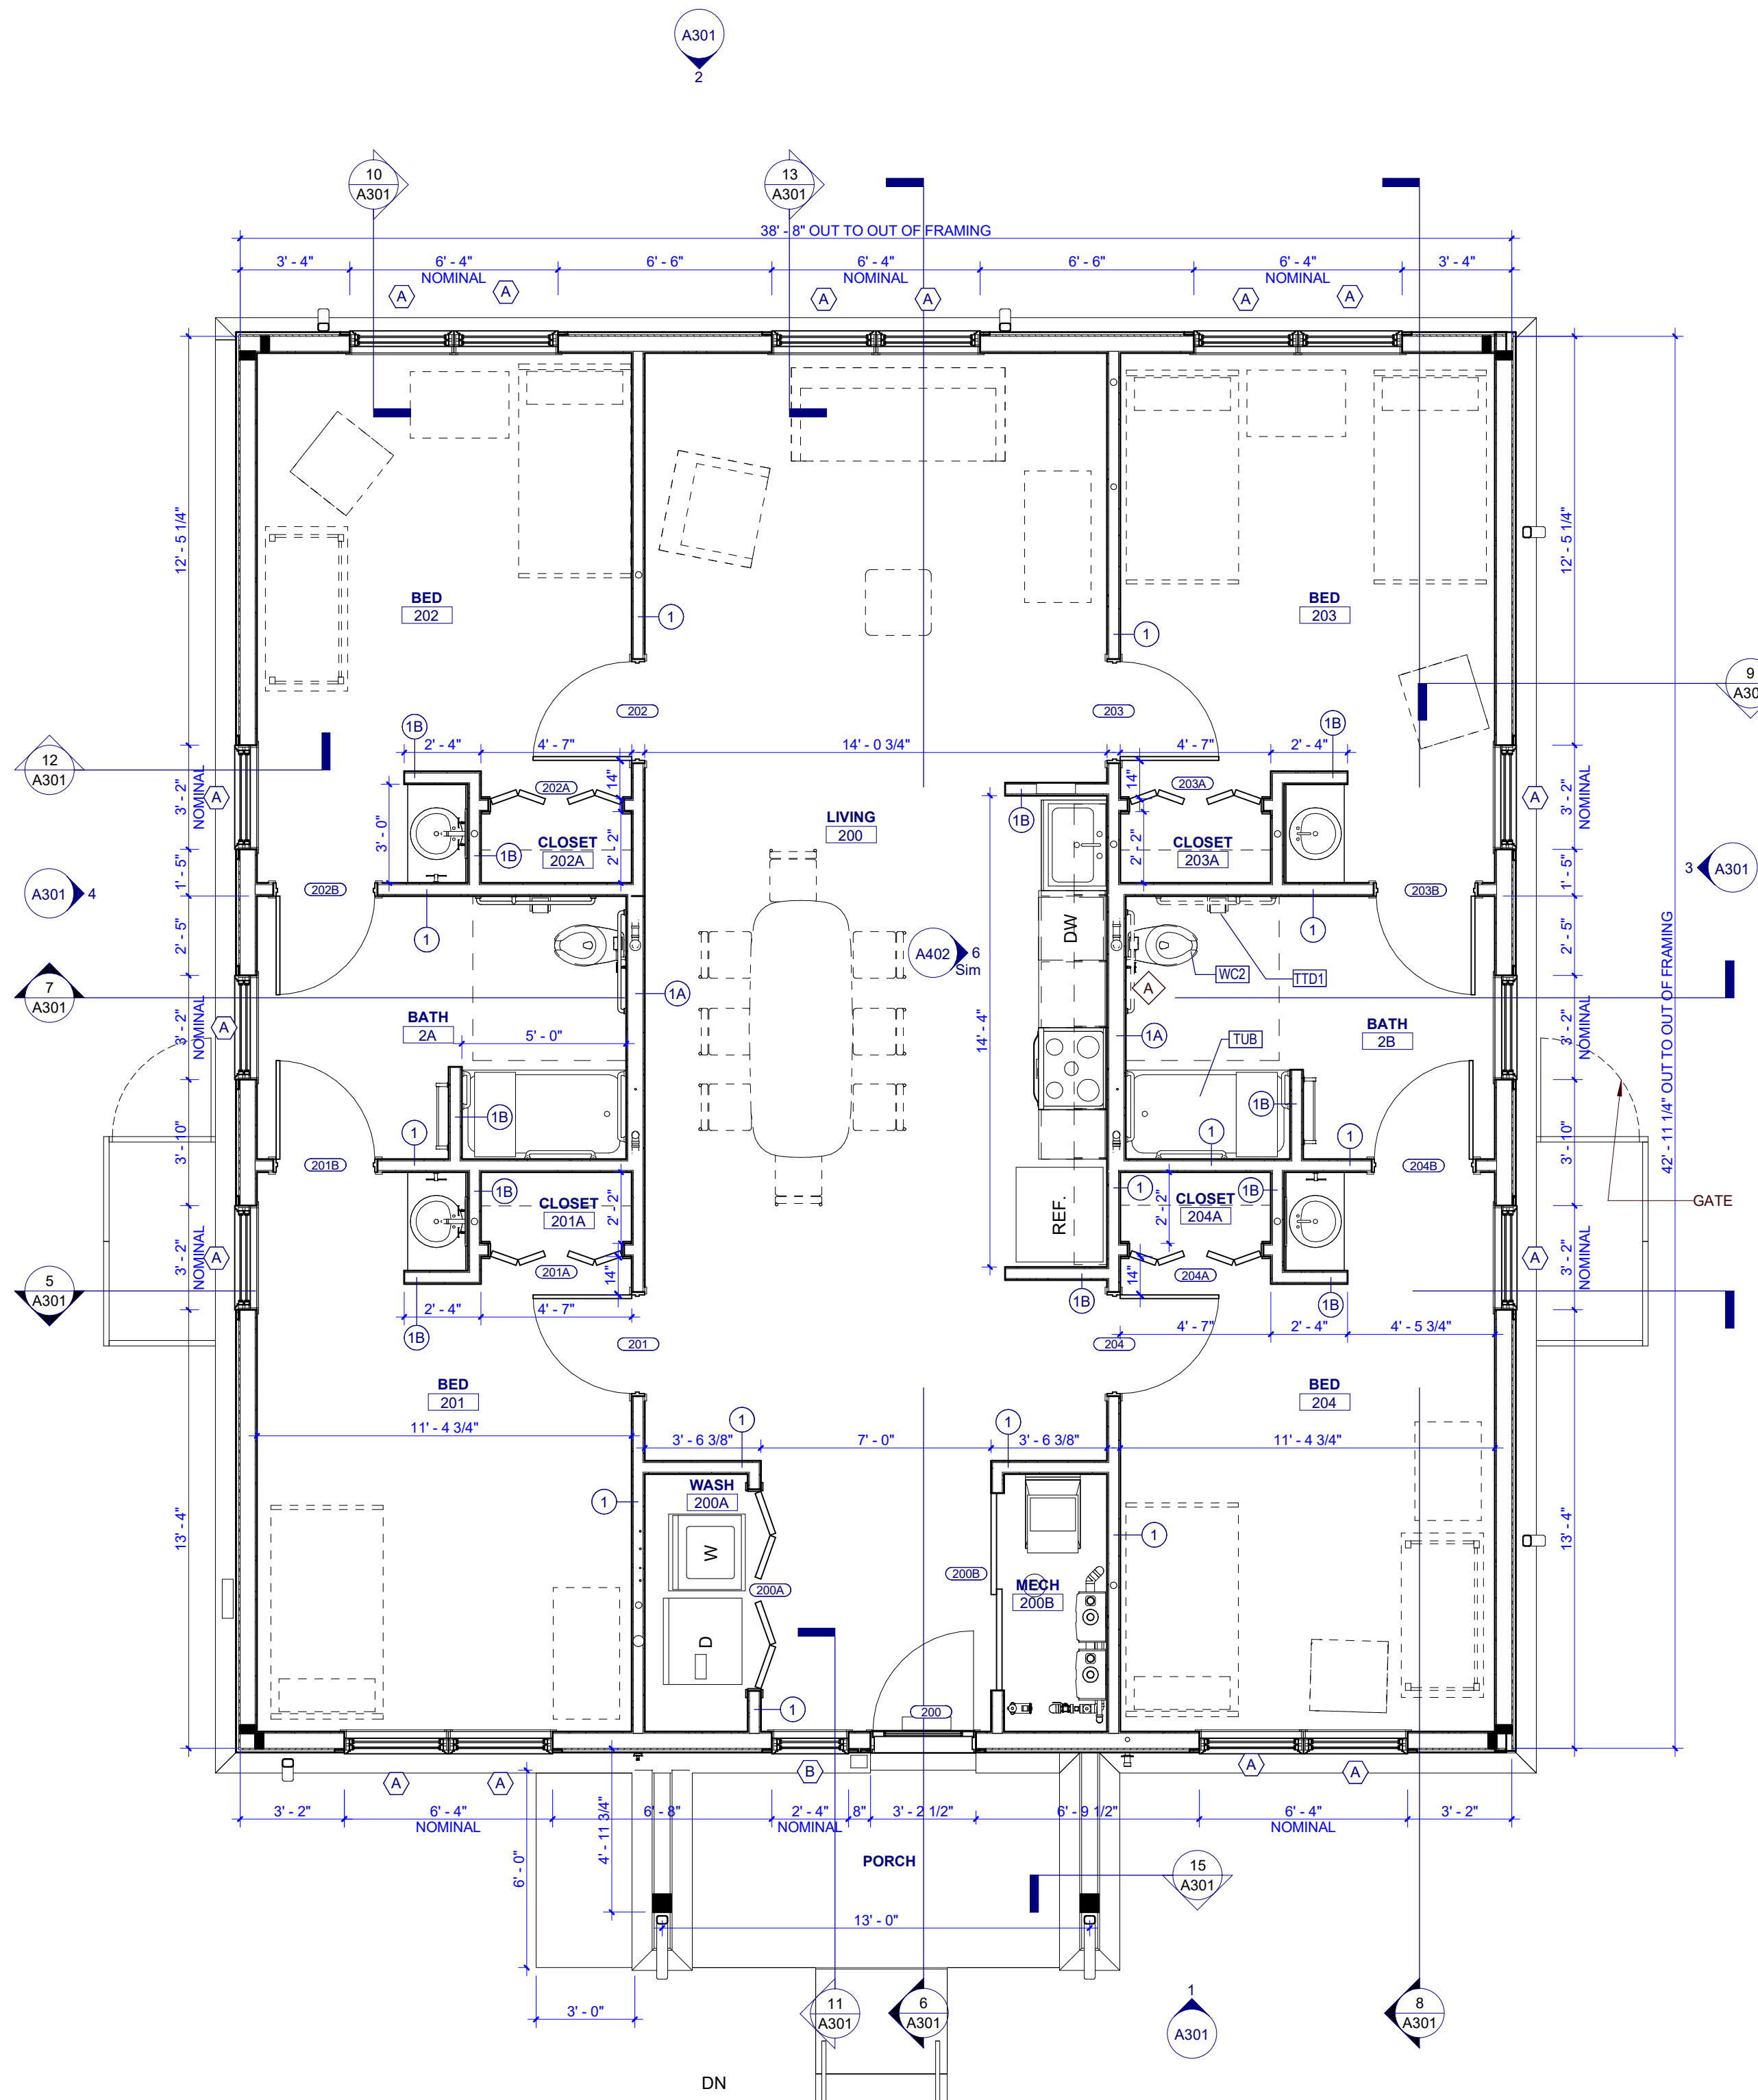 A301
2
10
A301
13
A301
38' - 8" OUT TO OUT OF FRAMING
3' - 4"
6' - 4"
NOMINAL
6' - 6"
6' - 4"
NOMINAL
6' - 6"
6' - 4"
NOMINAL
3' - 4"
A
A
A
A
A
A
12' - 5 1/4"
12' - 5 1/4"
BED
202
BED
203
1
1
202
203
9
1B
1B
12
A301
2' - 4"
4' - 7"
14' - 0 3/4"
4' - 7"
2' - 4"
14"
14"
202A
203A
3' - 2"
NOMINAL
A
3' - 0"
CLOSET
202A
2' - 2"
1B
LIVING
200
1B
CLOSET
203A
2' - 2"
A
3' - 2"
NOMINAL
A301
4
1' - 5"
202B
203B
1' - 5"
3
A301
1
1
2' - 5"
DW
A402
6
Sim
WC2
TTD1
2' - 5"
7
A301
1A
A
42' - 11 1/4" OUT TO OUT OF FRAMING
3' - 2"
NOMINAL
A
BATH
2A
5' - 0"
14' - 4"
1A
TUB
BATH
2B
3' - 2"
NOMINAL
1B
1B
3' - 10"
1
1
1
3' - 10"
201B
204B
1B
CLOSET
201A
2' - 2"
REF.
1
CLOSET
204A
2' - 2"
1B
GATE
3' - 2"
NOMINAL
A
201A
14"
14"
204A
A
3' - 2"
NOMINAL
5
A301
2' - 4"
4' - 7"
1B
1B
1B
4' - 7"
2' - 4"
4' - 5 3/4"
201
204
BED
201
BED
204
11' - 4 3/4"
1
1
3' - 6 3/8"
7' - 0"
3' - 6 3/8"
11' - 4 3/4"
13' - 4"
WASH
200A
1
W
1
13' - 4"
200A
200B
MECH
200B
D
1
200
A
A
B
A
A
3' - 2"
6' - 4"
NOMINAL
6' - 8"
2' - 4"
NOMINAL
8"
3' - 2 1/2"
6' - 9 1/2"
6' - 4"
NOMINAL
3' - 2"
4' - 11 3/4"
6' - 0"
PORCH
15
A301
13' - 0"
3' - 0"
11
A301
6
A301
1
A301
8
A301
DN